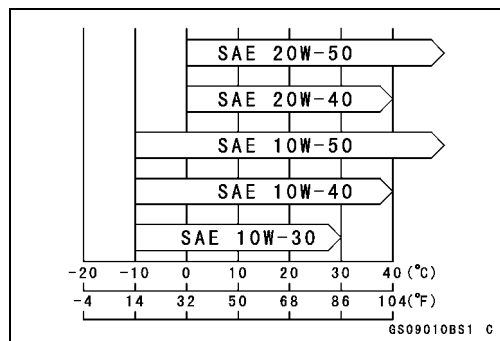 SAE 20W-50
SAE 20W-40
SAE 10W-50
SAE 10W-40
SAE 10W-30
-20 -10 0 10 20 30 40 (°C)
-4 14 32 50 68 86 104 (°F)
GS09010BS1 C